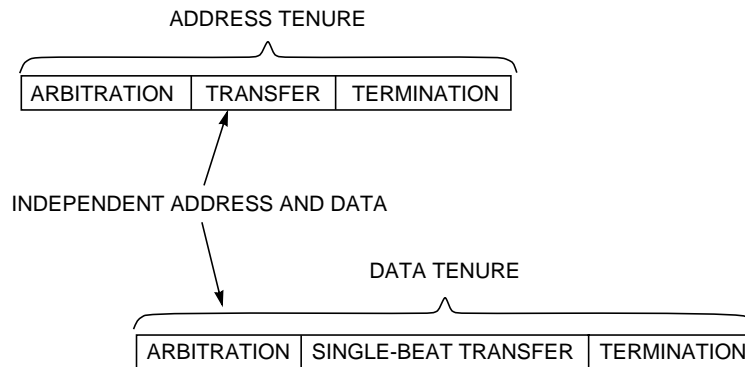 ADDRESS TENURE
ARBITRATION TRANSFER TERMINATION
INDEPENDENT ADDRESS AND DATA
DATA TENURE
ARBITRATION SINGLE-BEAT TRANSFER TERMINATION